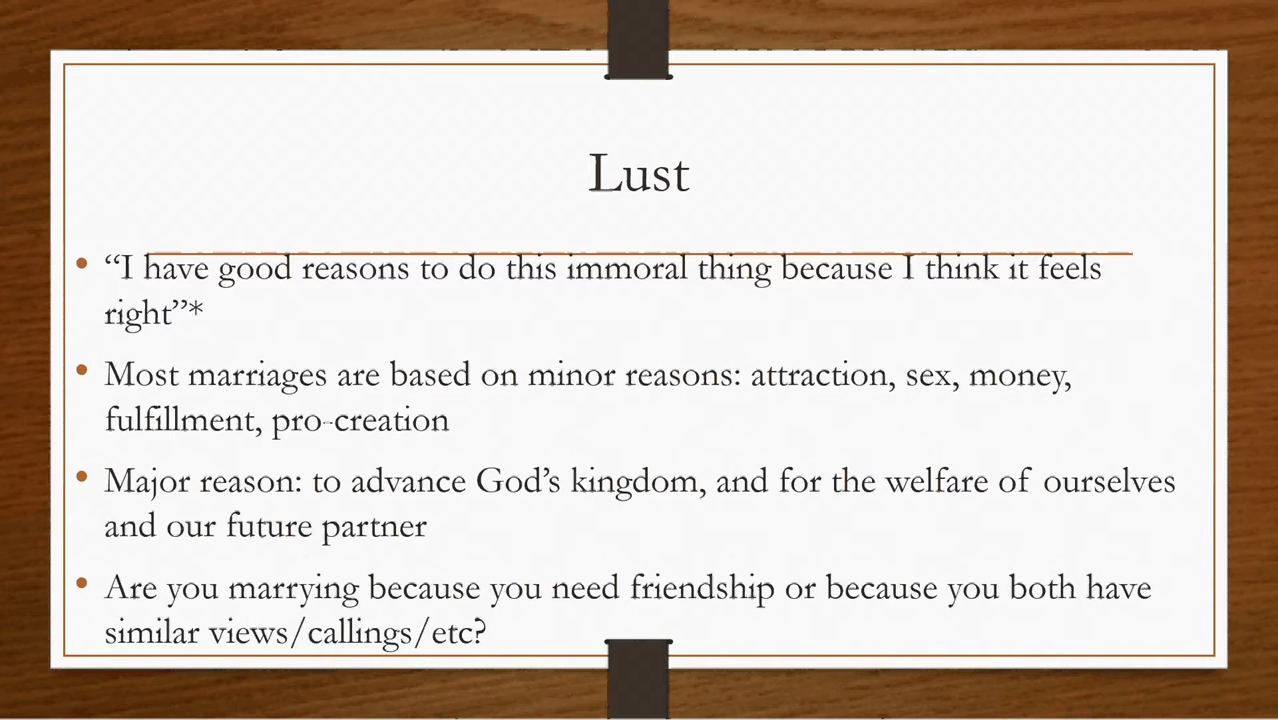 Lust
• “I have good reasons to do this immoral thing because I think it feels
right”*
• Most marriages are based on minor reasons: attraction, sex, money,
fulfillment, pro-creation
• Major reason: to advance God’s kingdom, and for the welfare of ourselves
and our future partner
• Are you marrying because you need friendship or because you both have
similar views/callings/etc?